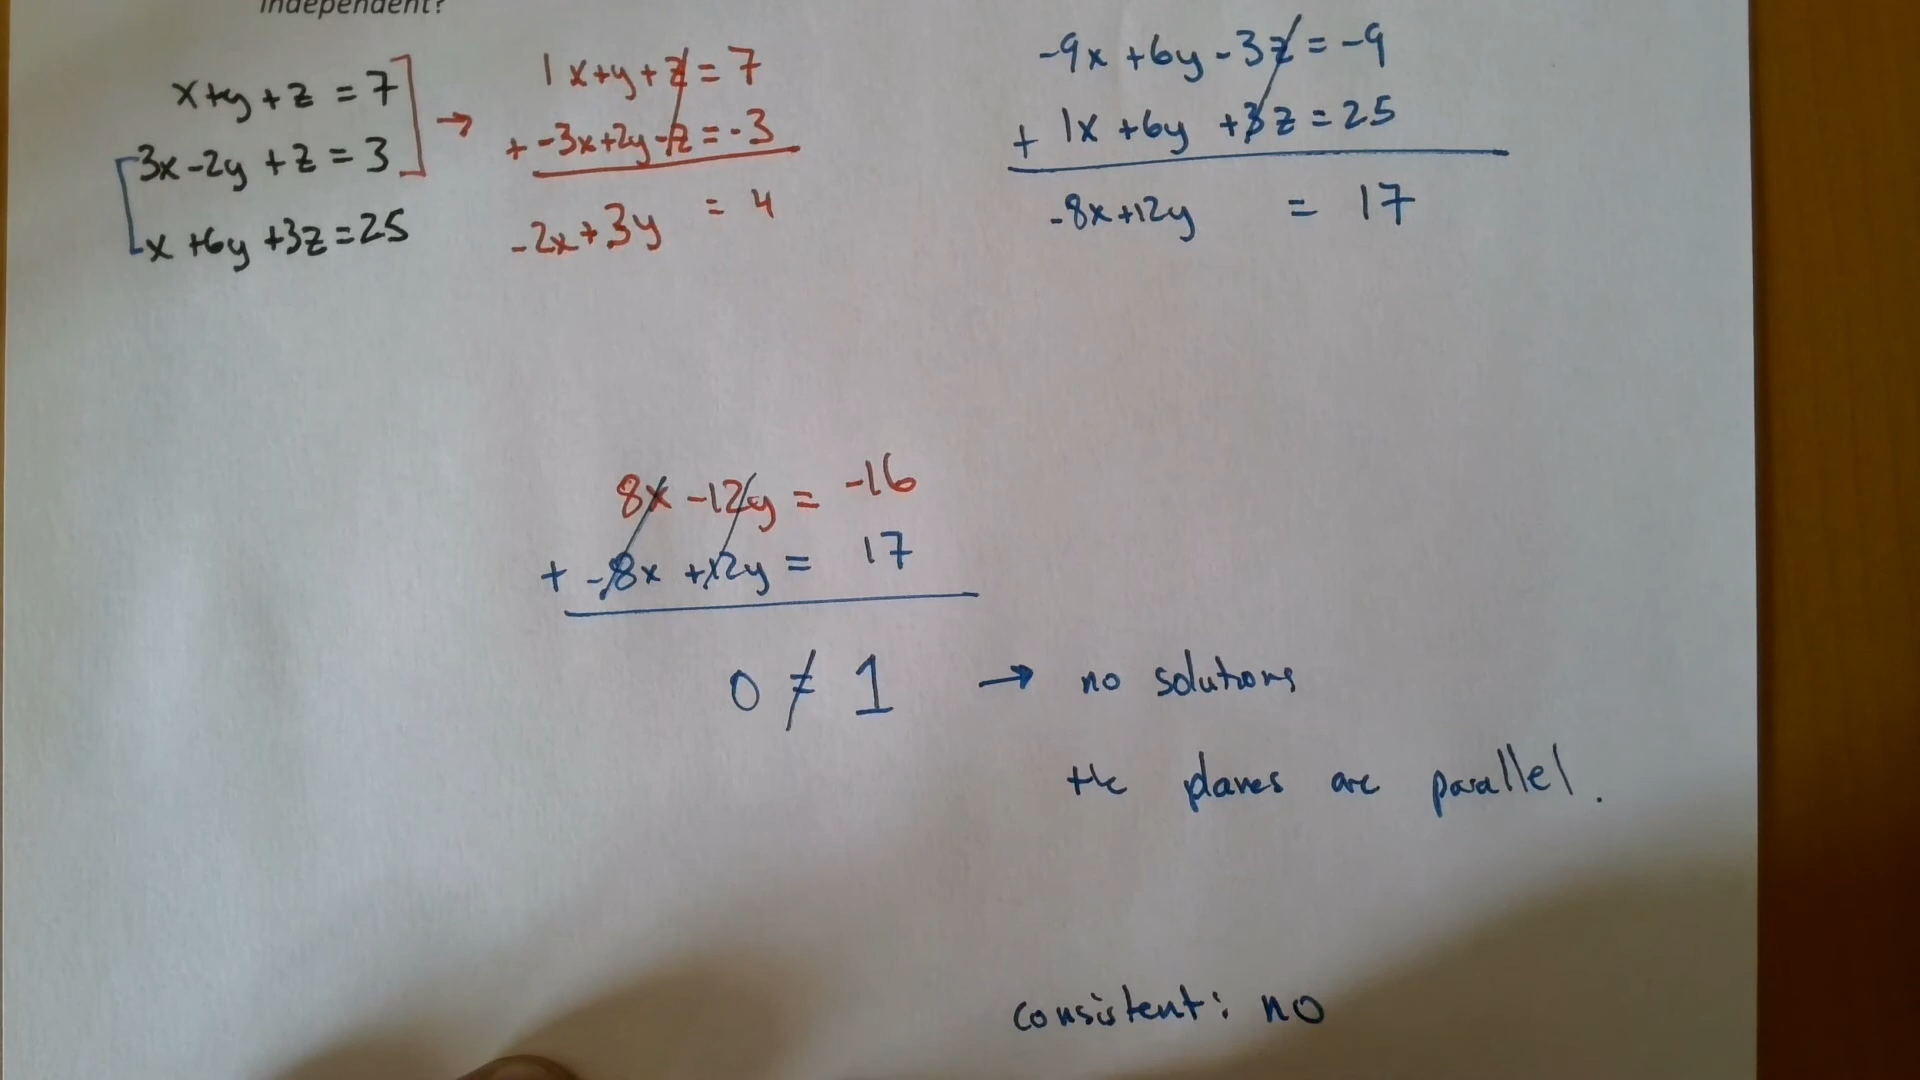 independent?
x+y+z=7
3x-2y+z=3
x+6y+3z=25
→
1x+y+z=7
+ -3x+2y-z=-3
-2x+3y = 4
-9x+6y-3z=-9
+ 1x+6y+3z=25
-8x+12y = 17
8x-12y= -16
+ -8x+12y= 17
0≠1 → no solutions
the planes are parallel.
consistent: no